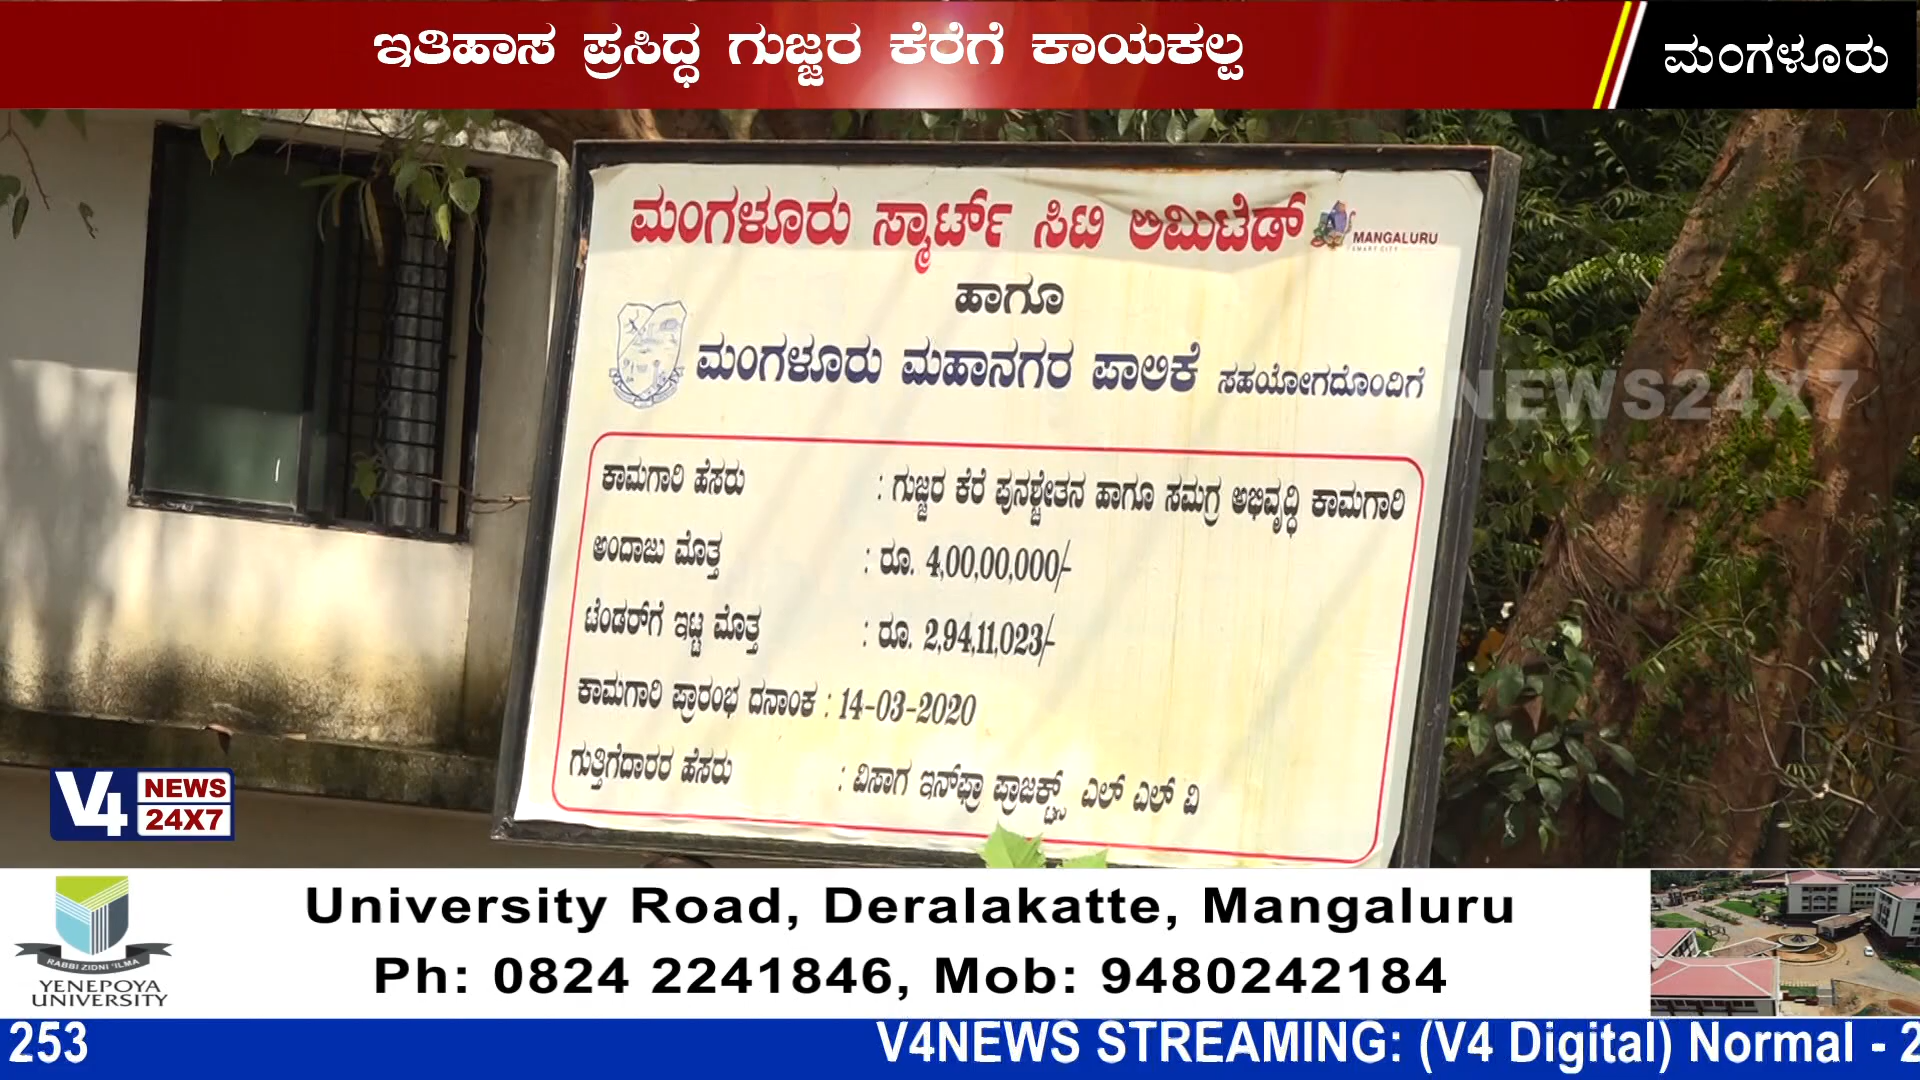 ಇತಿಹಾಸ ಪ್ರಸಿದ್ಧ ಗುಜ್ಜರ ಕೆರೆಗೆ ಕಾಯಕಲ್ಪ
ಮಂಗಳೂರು
ಮಂಗಳೂರು ಸ್ಮಾರ್ಟ್ ಸಿಟಿ ಲಿಮಿಟೆಡ್
MANGALURU
SMART CITY
ಹಾಗೂ
ಮಂಗಳೂರು ಮಹಾನಗರ ಪಾಲಿಕೆ ಸಹಯೋಗದೊಂದಿಗೆ
NEWS24X7
ಕಾಮಗಾರಿ ಹೆಸರು : ಗುಜ್ಜರ ಕೆರೆ ಪುನಶ್ಚೇತನ ಹಾಗೂ ಸಮಗ್ರ ಅಭಿವೃದ್ಧಿ ಕಾಮಗಾರಿ
ಅಂದಾಜು ಮೊತ್ತ : ರೂ. 4,00,00,000/-
ಟೆಂಡರ್‌ಗೆ ಇಟ್ಟ ಮೊತ್ತ : ರೂ. 2,94,11,023/-
ಕಾಮಗಾರಿ ಪ್ರಾರಂಭ ದಿನಾಂಕ : 14-03-2020
ಗುತ್ತಿಗೆದಾರರ ಹೆಸರು : ವಿಸಾಗ ಇನ್‌ಫ್ರಾ ಪ್ರಾಜಕ್ಟ್ಸ್ ಎಲ್ ಎಲ್ ಪಿ
V4 NEWS
24X7
University Road, Deralakatte, Mangaluru
Ph: 0824 2241846, Mob: 9480242184
RABBI ZIDNI 'ILMA
YENEPOYA
UNIVERSITY
253
V4NEWS STREAMING: (V4 Digital) Normal - 2